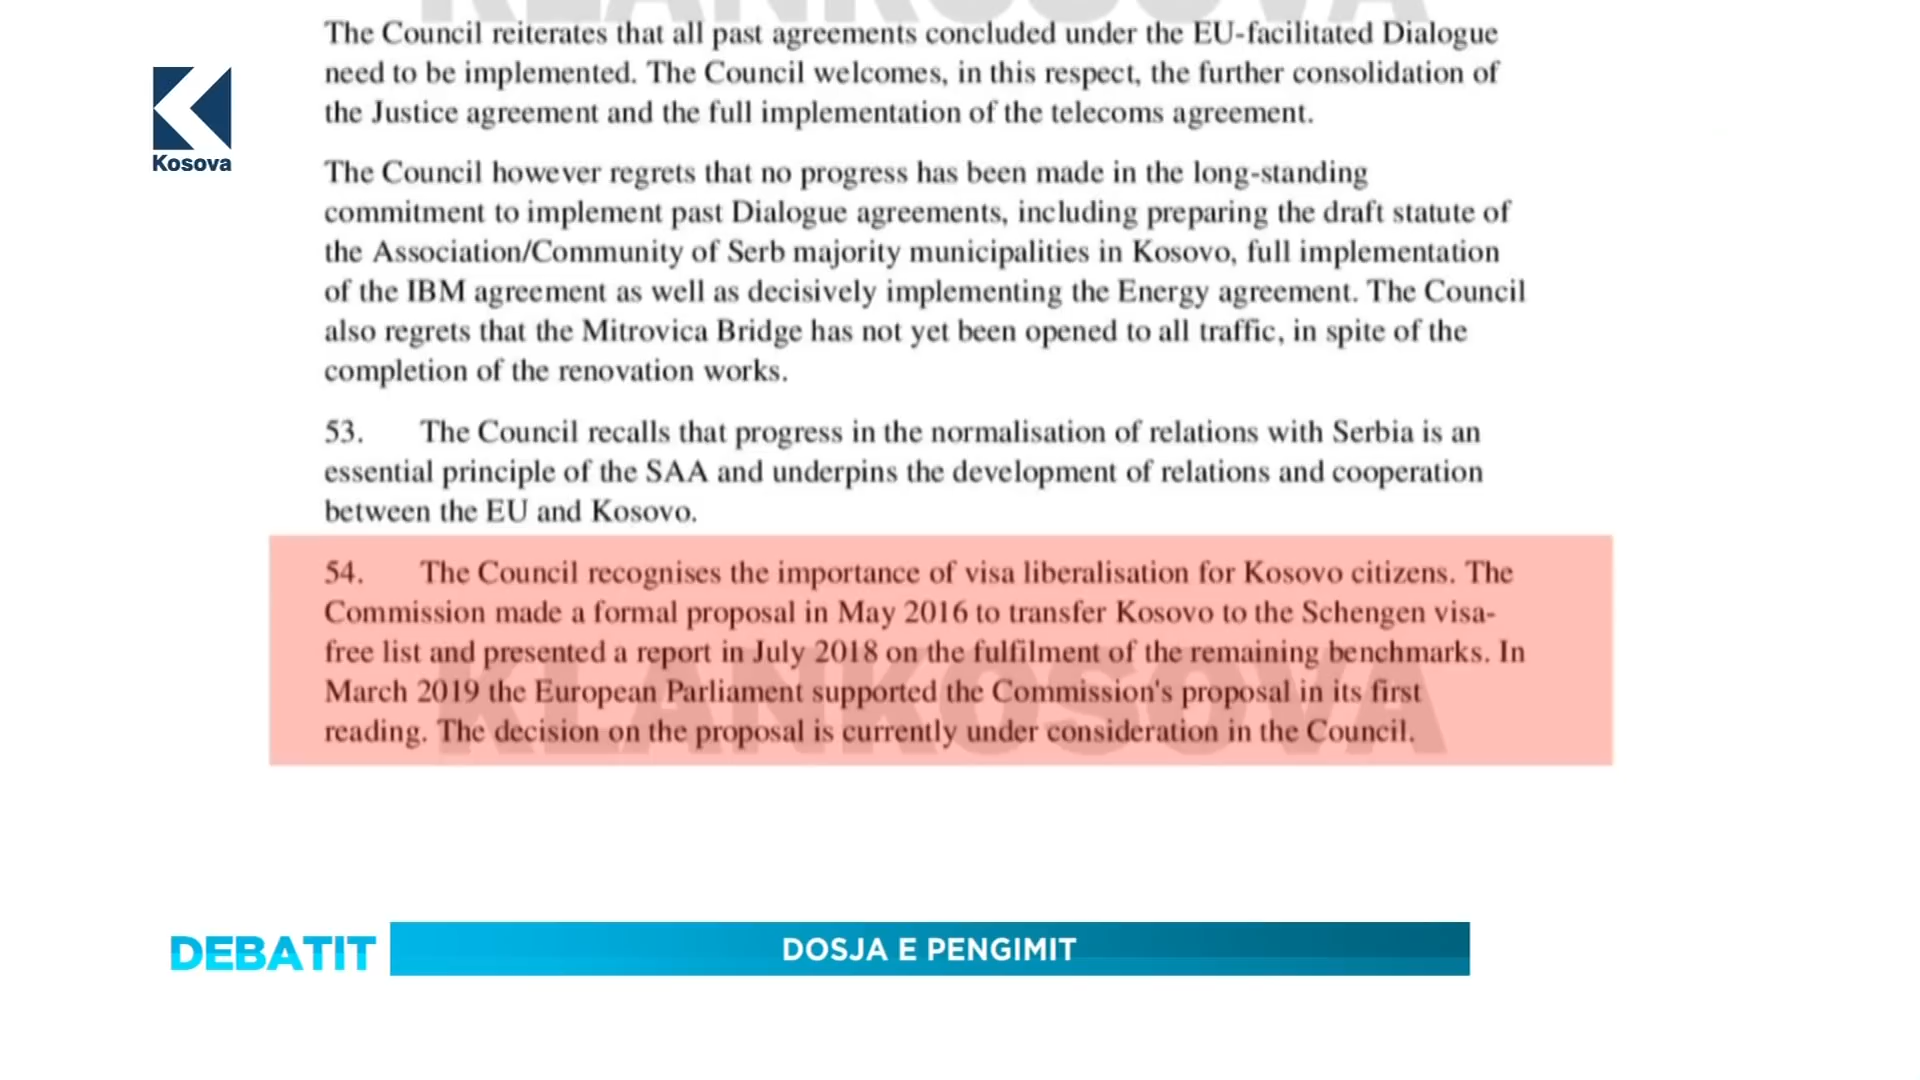 KLANKOSOVA
The Council reiterates that all past agreements concluded under the EU-facilitated Dialogue
need to be implemented. The Council welcomes, in this respect, the further consolidation of
the Justice agreement and the full implementation of the telecoms agreement.
Kosova
The Council however regrets that no progress has been made in the long-standing
commitment to implement past Dialogue agreements, including preparing the draft statute of
the Association/Community of Serb majority municipalities in Kosovo, full implementation
of the IBM agreement as well as decisively implementing the Energy agreement. The Council
also regrets that the Mitrovica Bridge has not yet been opened to all traffic, in spite of the
completion of the renovation works.
53. The Council recalls that progress in the normalisation of relations with Serbia is an
essential principle of the SAA and underpins the development of relations and cooperation
between the EU and Kosovo.
54. The Council recognises the importance of visa liberalisation for Kosovo citizens. The
Commission made a formal proposal in May 2016 to transfer Kosovo to the Schengen visa-
free list and presented a report in July 2018 on the fulfilment of the remaining benchmarks. In
March 2019 the European Parliament supported the Commission's proposal in its first
reading. The decision on the proposal is currently under consideration in the Council.
KLANKOSOVA
DEBATIT
DOSJA E PENGIMIT